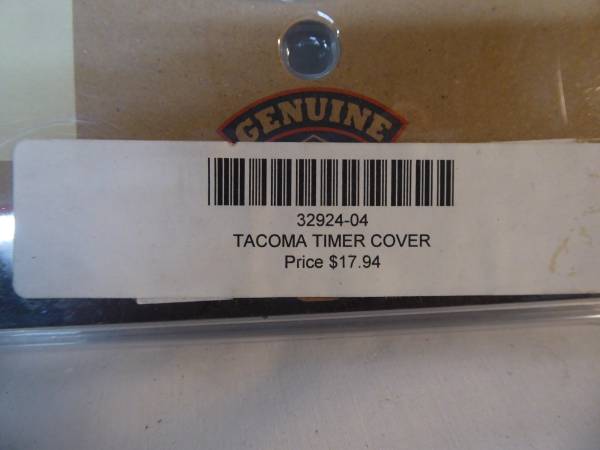 GENUINE
32924-04
TACOMA TIMER COVER
Price $17.94